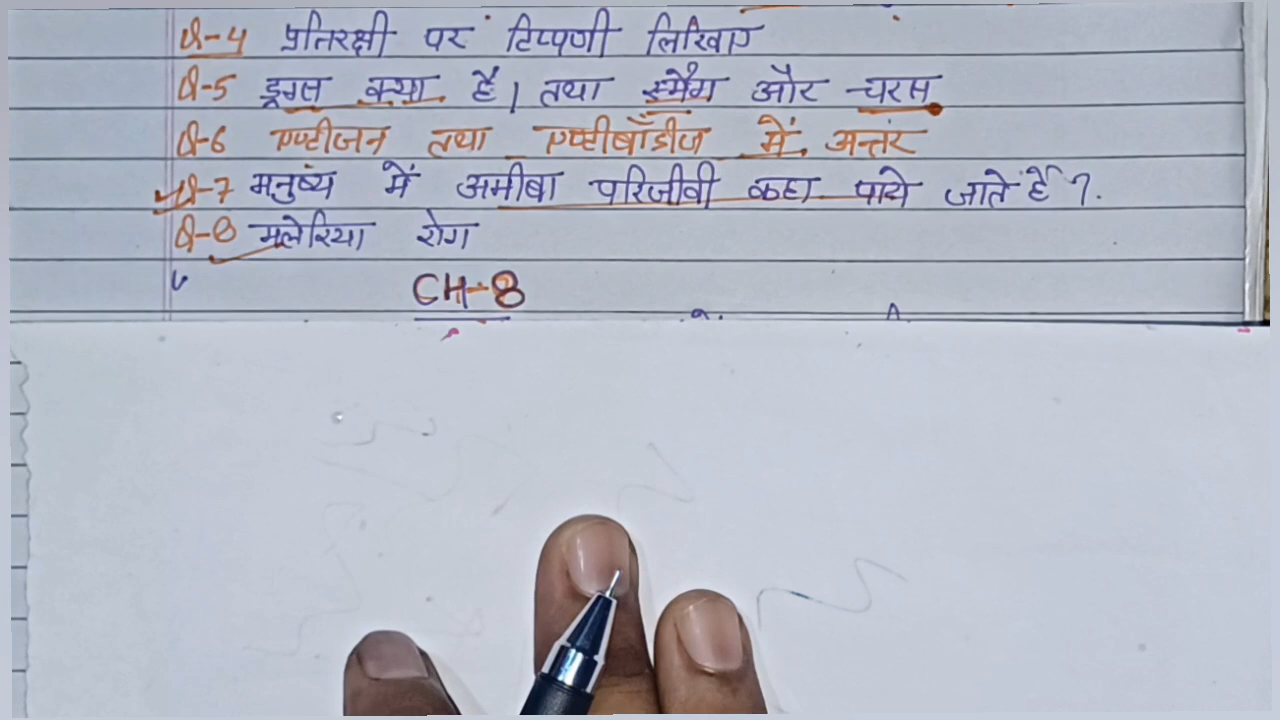 Q-4 प्रतिरक्षी पर टिप्पणी लिखिए
Q-5 ड्रग्स क्या है। तथा स्मैग और चरस
Q-6 एण्टीजन तथा एण्टीबॉडीज में अन्तर
Q-7 मनुष्य में अमीबा परिजीवी कहा पाये जाते हैं ?.
Q-8 मलेरिया रोग
CH-8